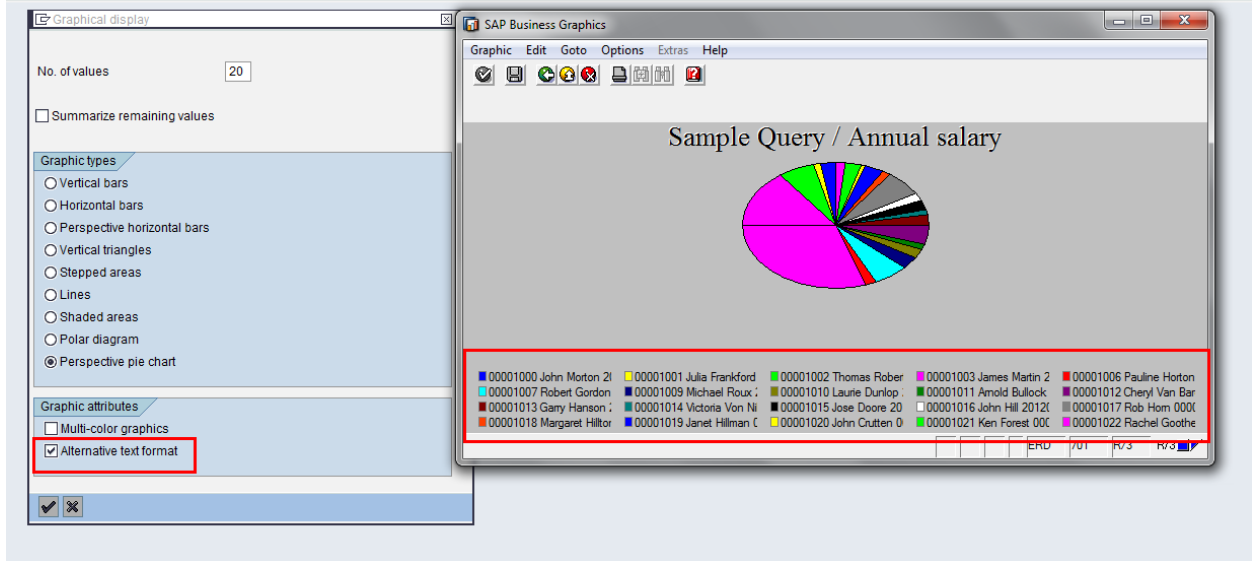 Graphical display
No. of values 20
Summarize remaining values
Graphic types
Vertical bars
Horizontal bars
Perspective horizontal bars
Vertical triangles
Stepped areas
Lines
Shaded areas
Polar diagram
Perspective pie chart
Graphic attributes
Multi-color graphics
Alternative text format
SAP Business Graphics
Graphic Edit Goto Options Extras Help
Sample Query / Annual salary
00001000 John Morton 00001001 Julia Frankford 00001002 Thomas Rober 00001003 James Martin 2 00001006 Pauline Horton
00001007 Robert Gordon 00001009 Michael Roux 00001010 Laurie Dunlop 00001011 Arnold Bullock 00001012 Cheryl Van Bar
00001013 Garry Hanson 00001014 Victoria Von Ni 00001015 Jose Doore 20 00001016 John Hill 00001017 Rob Horn
00001018 Margaret 00001019 Janet Hillman 00001020 John Crutten 00001021 Ken Forest 00001022 Rachel Goothe
ERD 701 R/3 R/3